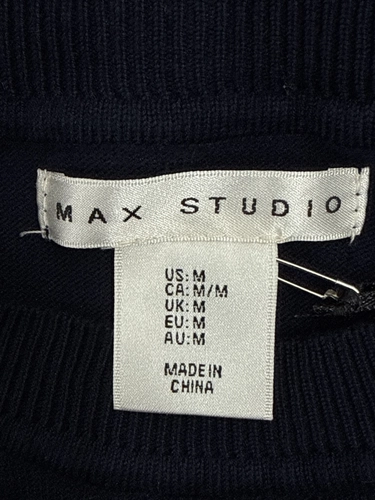 MAX STUDIO
US: M
CA: M/M
UK: M
EU: M
AU: M
MADE IN
CHINA